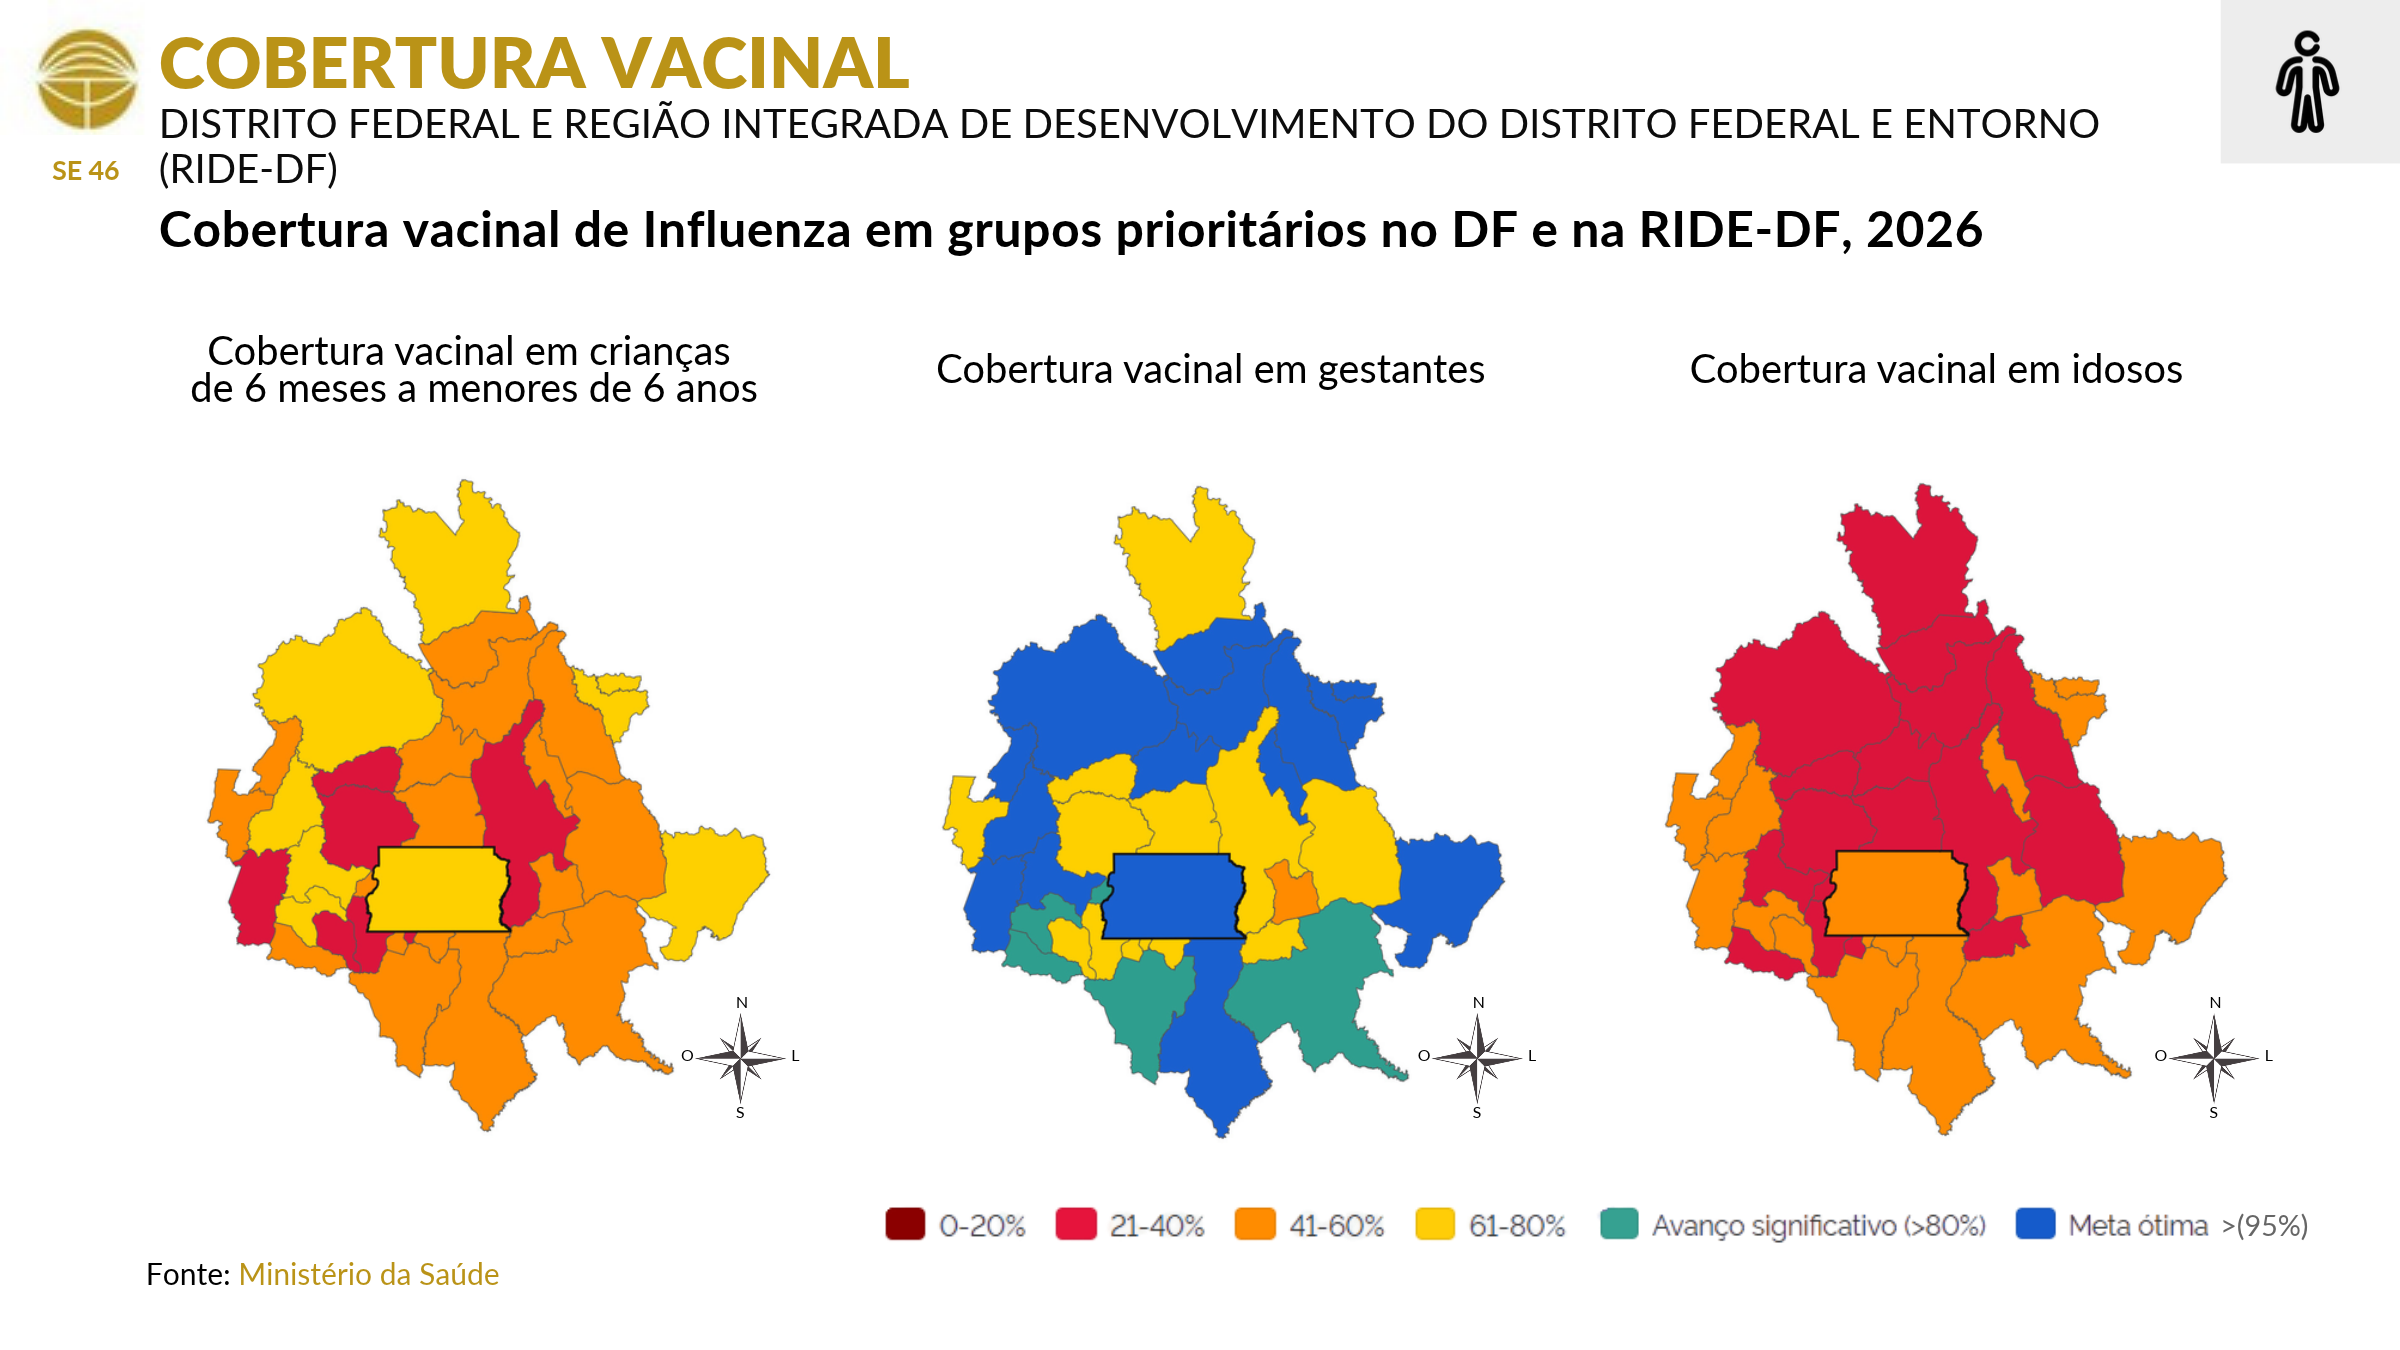 COBERTURA VACINAL
DISTRITO FEDERAL E REGIÃO INTEGRADA DE DESENVOLVIMENTO DO DISTRITO FEDERAL E ENTORNO
(RIDE-DF)
SE 46
Cobertura vacinal de Influenza em grupos prioritários no DF e na RIDE-DF, 2026
Cobertura vacinal em crianças
de 6 meses a menores de 6 anos
Cobertura vacinal em gestantes
Cobertura vacinal em idosos
N
O L
S
N
O L
S
N
O L
S
0-20% 21-40% 41-60% 61-80% Avanço significativo (>80%) Meta ótima >(95%)
Fonte: Ministério da Saúde